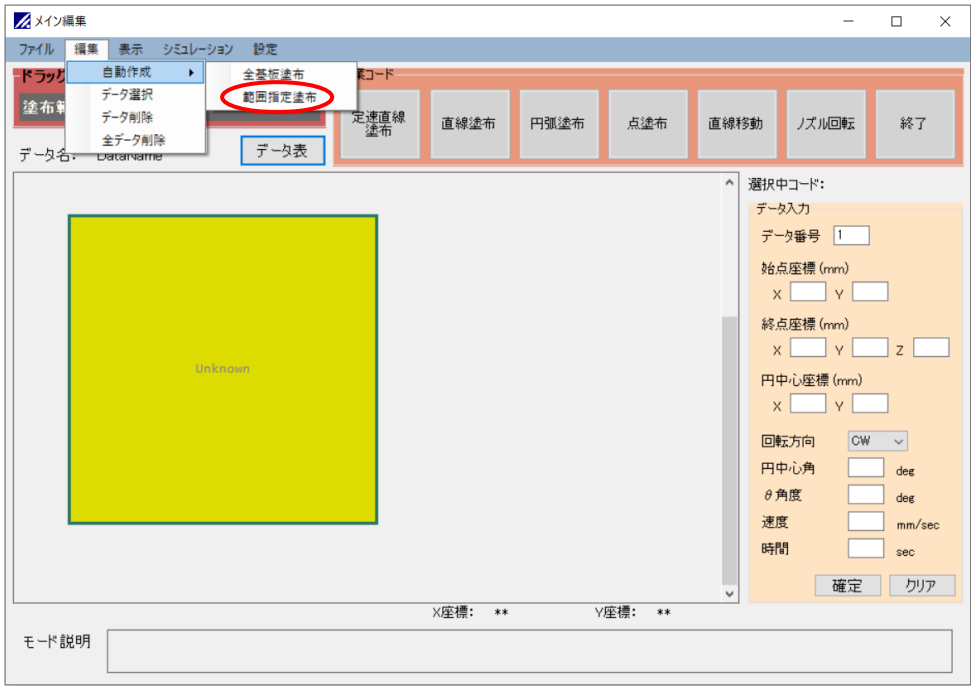 メイン編集
ファイル 編集 表示 シミュレーション 設定
自動作成
データ選択
データ削除
全データ削除
全基板塗布
範囲指定塗布
ドラッグ
塗布
コード
定速直線
塗布
直線塗布
円弧塗布
点塗布
直線移動
ノズル回転
終了
データ名: DataName
データ表
Unknown
選択中コード:
データ入力
データ番号 1
始点座標(mm)
X Y
終点座標(mm)
X Y Z
円中心座標(mm)
X Y
回転方向 CW
円中心角 deg
θ角度 deg
速度 mm/sec
時間 sec
確定 クリア
X座標: ** Y座標: **
モード説明